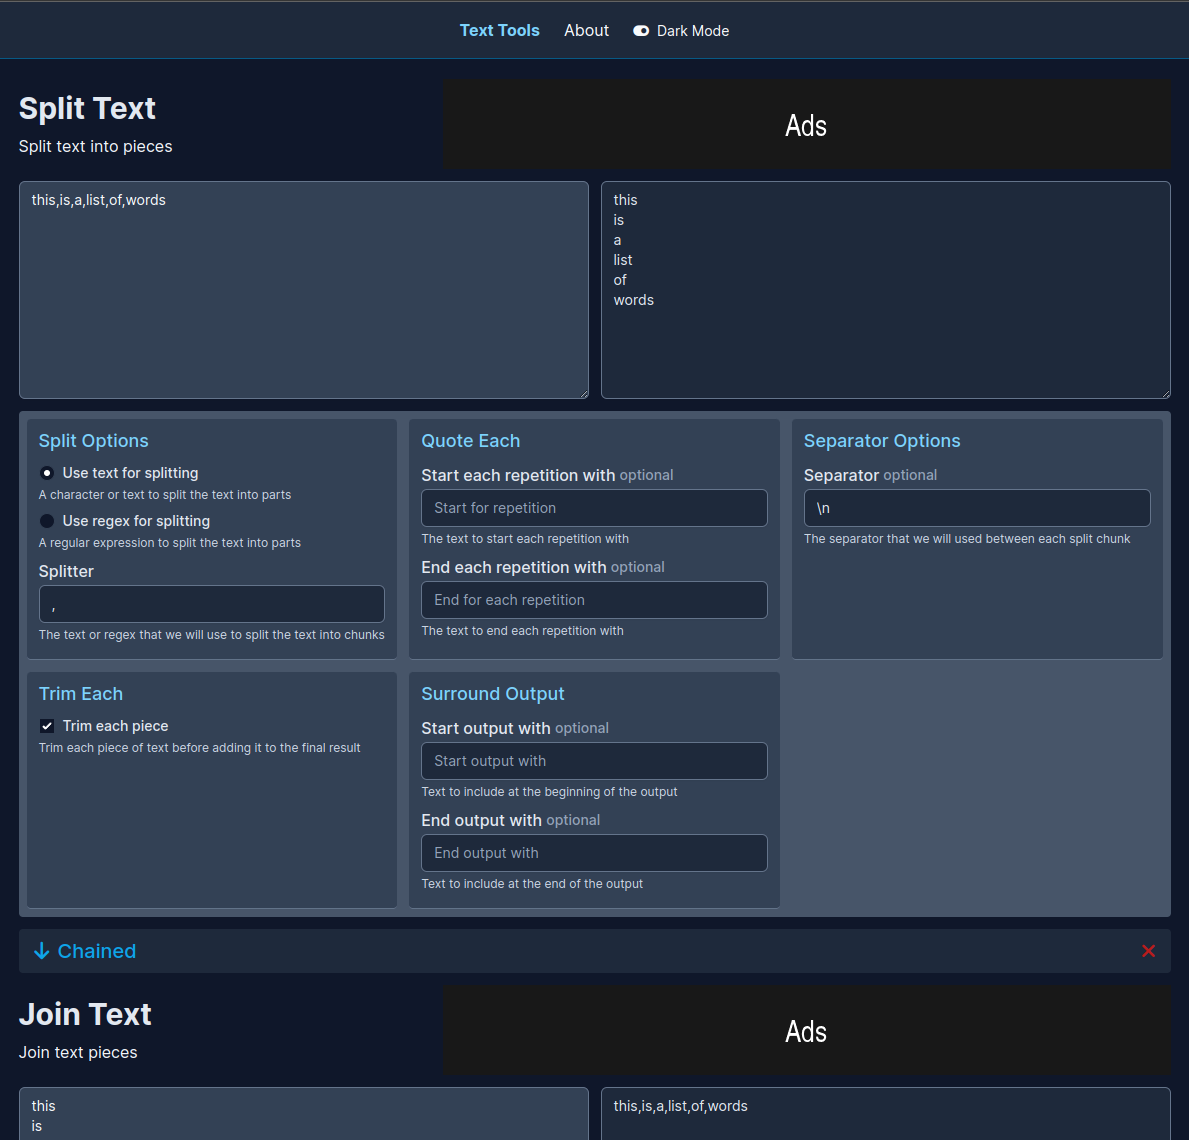 Text Tools About Dark Mode
Split Text
Split text into pieces
Ads
this,is,a,list,of,words
this
is
a
list
of
words
Split Options
Use text for splitting
A character or text to split the text into parts
Use regex for splitting
A regular expression to split the text into parts
Splitter
,
The text or regex that we will use to split the text into chunks
Quote Each
Start each repetition with optional
Start for repetition
The text to start each repetition with
End each repetition with optional
End for each repetition
The text to end each repetition with
Separator Options
Separator optional
\n
The separator that we will used between each split chunk
Trim Each
Trim each piece
Trim each piece of text before adding it to the final result
Surround Output
Start output with optional
Start output with
Text to include at the beginning of the output
End output with optional
End output with
Text to include at the end of the output
Chained
Join Text
Join text pieces
Ads
this
is
this,is,a,list,of,words